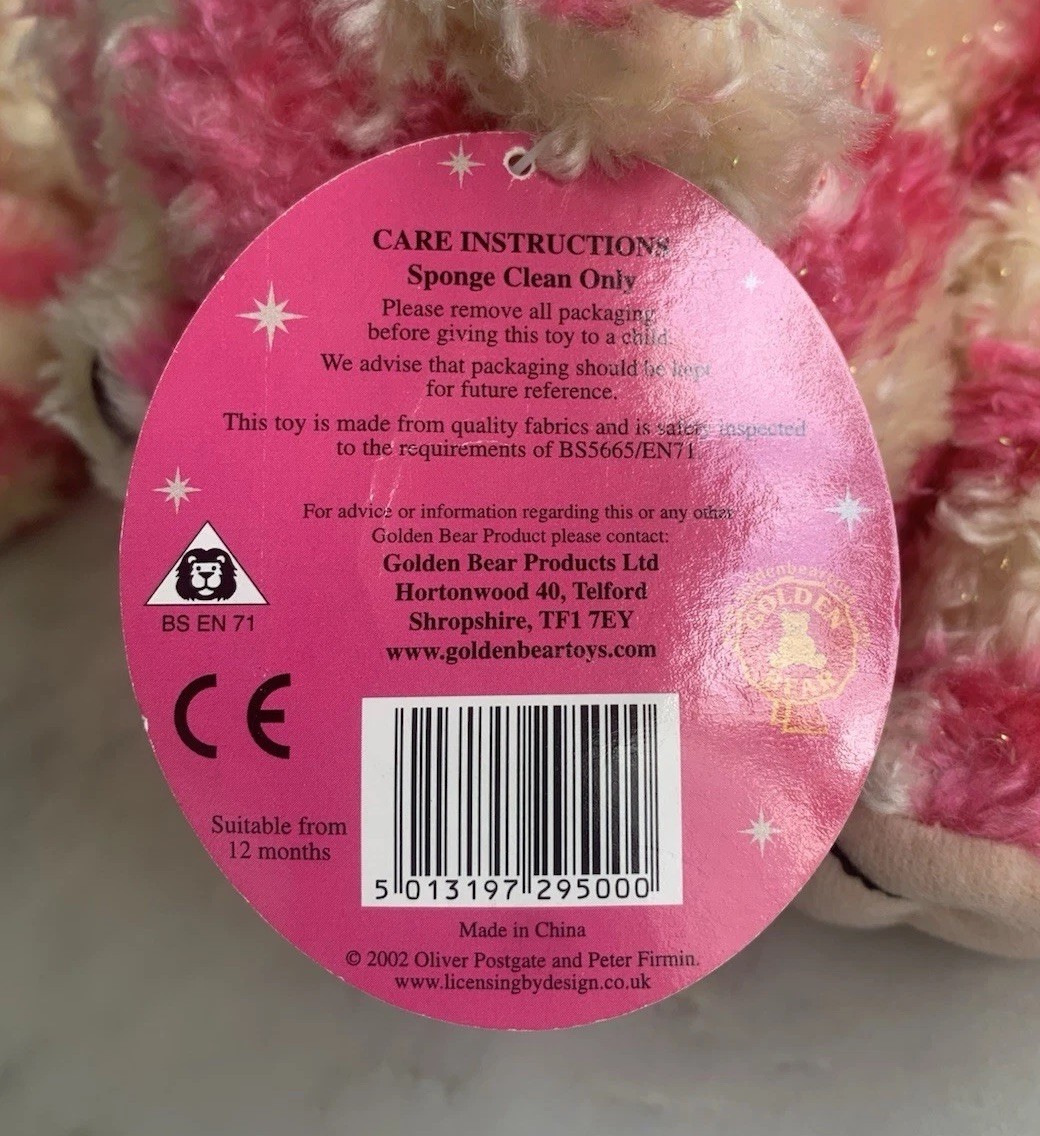 CARE INSTRUCTIONS
Sponge Clean Only
Please remove all packaging
before giving this toy to a child.
We advise that packaging should be kept
for future reference.
This toy is made from quality fabrics and is safety inspected
to the requirements of BS5665/EN71
For advice or information regarding this or any other
Golden Bear Product please contact:
Golden Bear Products Ltd
Hortonwood 40, Telford
Shropshire, TF1 7EY
www.goldenbeartoys.com
BS EN 71
CE
GOLDEN
BEAR
Suitable from
12 months
5 013197 295000
Made in China
© 2002 Oliver Postgate and Peter Firmin.
www.licensingbydesign.co.uk